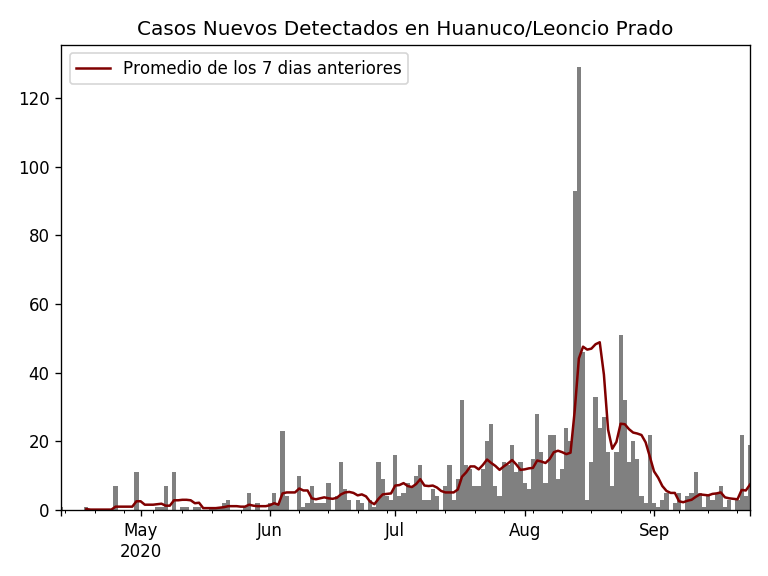 Casos Nuevos Detectados en Huanuco/Leoncio Prado
Promedio de los 7 dias anteriores
120
100
80
60
40
20
0
May Jun Jul Aug Sep
2020